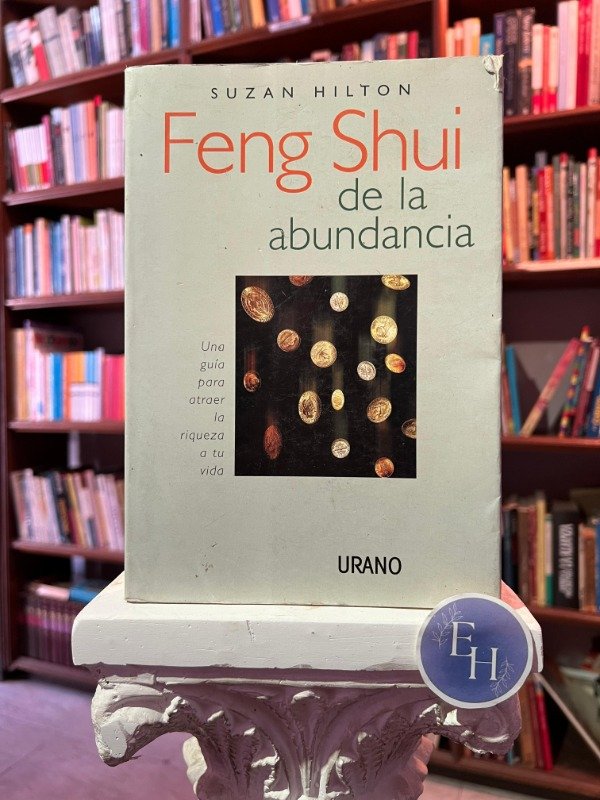 SUZAN HILTON
Feng Shui
de la
abundancia
Una
guía
para
atraer
la
riqueza
a tu
vida
URANO
EH